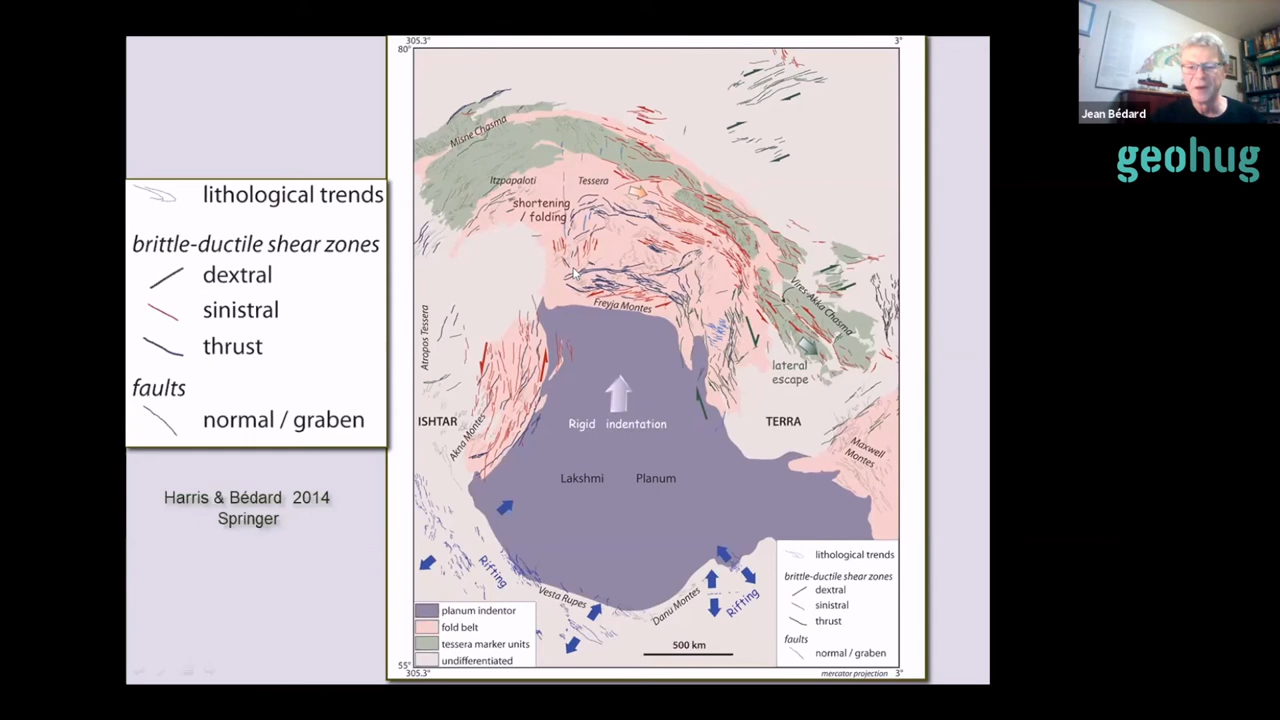 305.3°
3°
80°
Misne Chasma
Itzpapaloti
Tessera
shortening
/ folding
Freyja Montes
Vires-Akka Chasma
Atropos Tessera
lateral
escape
ISHTAR
TERRA
Rigid indentation
Akna Montes
Maxwell
Montes
Lakshmi Planum
Rifting
Vesta Rupes
Danu Montes
Rifting
planum indentor
fold belt
tessera marker units
undifferentiated
500 km
lithological trends
brittle-ductile shear zones
dextral
sinistral
thrust
faults
normal / graben
55°
305.3°
3°
mercator projection
lithological trends
brittle-ductile shear zones
dextral
sinistral
thrust
faults
normal / graben
Harris & Bédard 2014
Springer
Jean Bédard
geohug